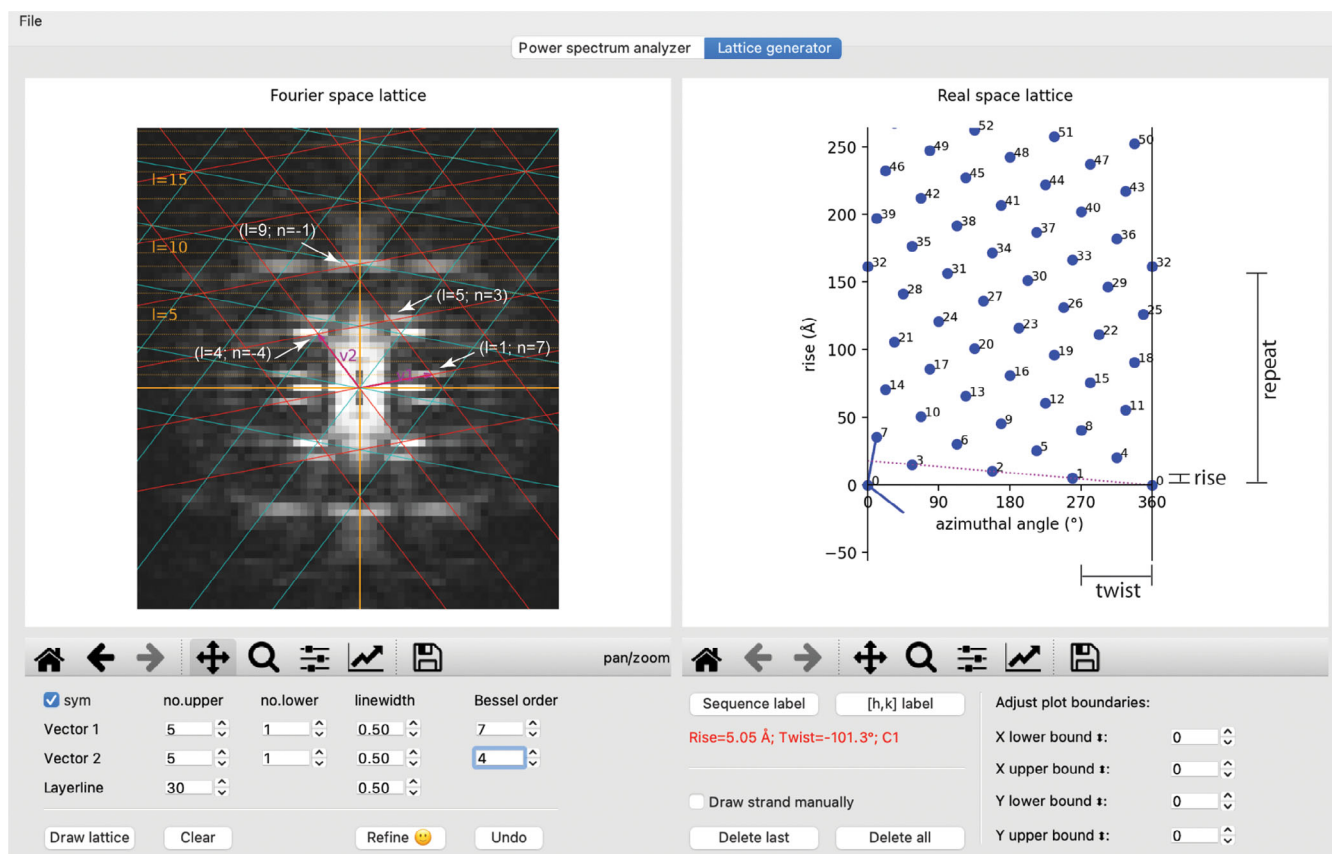 File
Power spectrum analyzer
Lattice generator
Fourier space lattice
l=15
l=10
l=5
(l=9; n=-1)
(l=5; n=3)
(l=4; n=-4)
(l=1; n=7)
v2
Real space lattice
250
200
150
100
50
0
−50
rise (Å)
52 51 50
49 48 47
46 45 44 43
42 41 40
39 38 37 36
35 34 33
32 31 30 29 32
28 27 26 25
24 23 22
21 20 19 18
17 16 15
14 13 12 11
10 9 8
7 6 5 4
3 2 1
0 0
0 90 180 270 360
azimuthal angle (°)
rise
repeat
twist
pan/zoom
sym no.upper no.lower linewidth Bessel order
Vector 1 5 1 0.50 7
Vector 2 5 1 0.50 4
Layerline 30 0.50
Draw lattice Clear Refine 🙂 Undo
Sequence label [h,k] label
Rise=5.05 Å; Twist=-101.3°; C1
Draw strand manually
Delete last Delete all
Adjust plot boundaries:
X lower bound ↕: 0
X upper bound ↕: 0
Y lower bound ↕: 0
Y upper bound ↕: 0